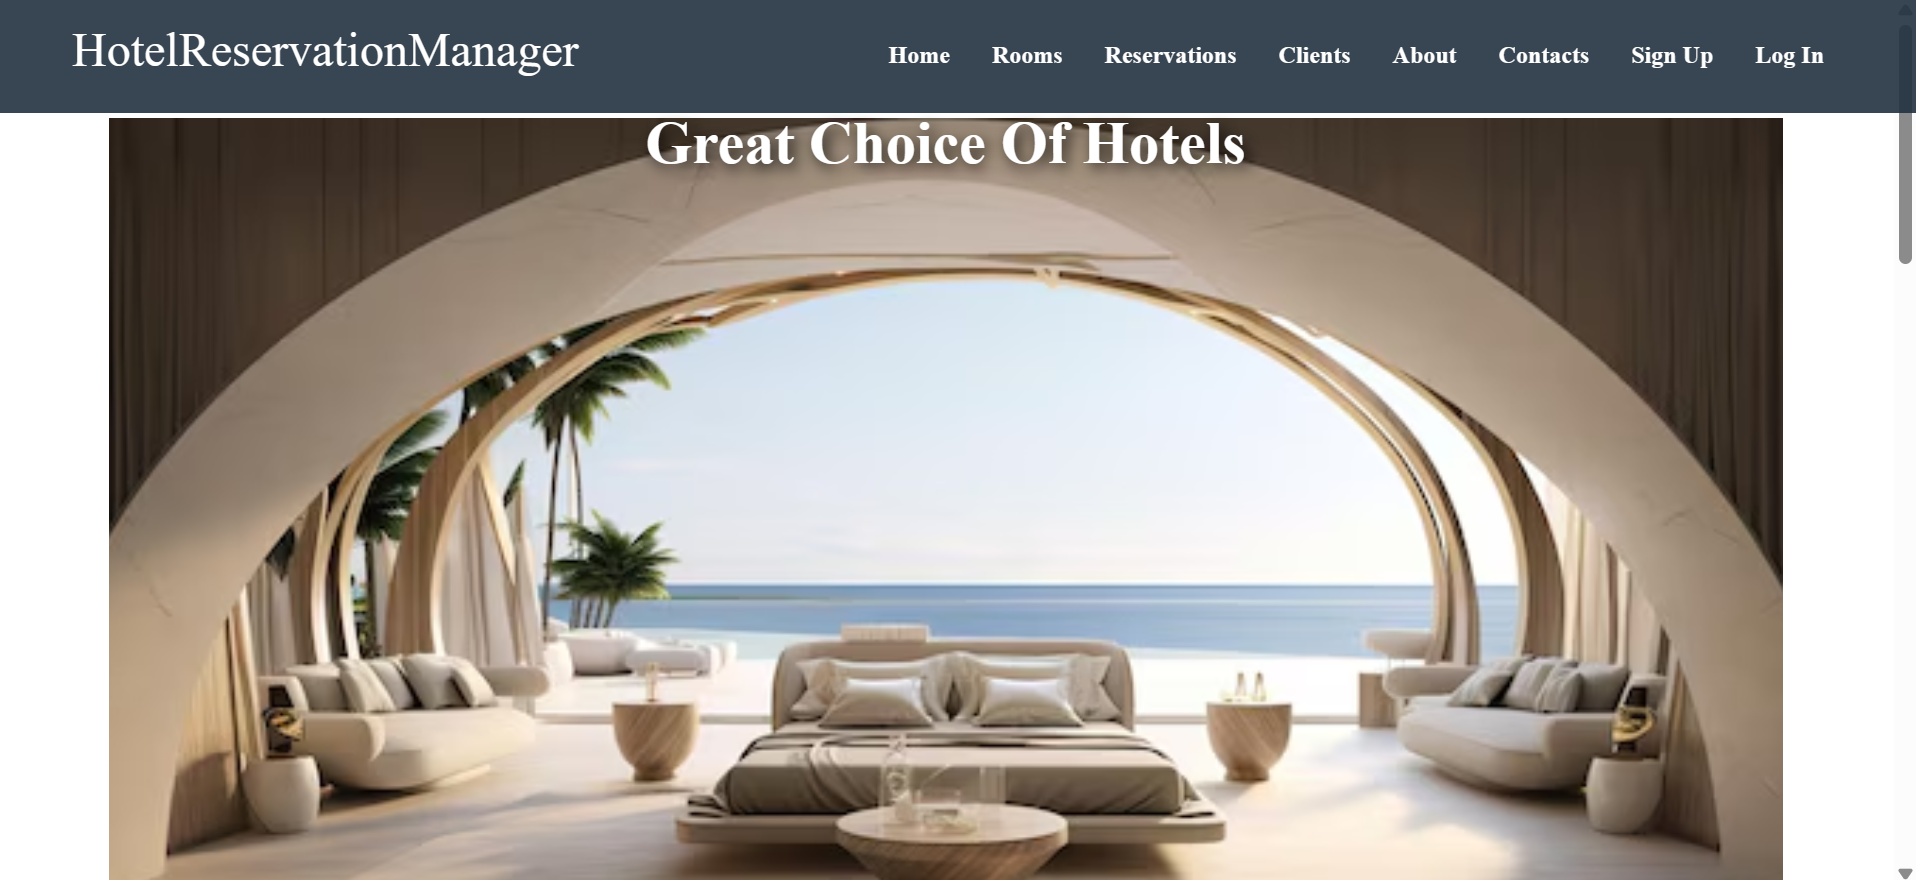 HotelReservationManager
Home Rooms Reservations Clients About Contacts Sign Up Log In
Great Choice Of Hotels